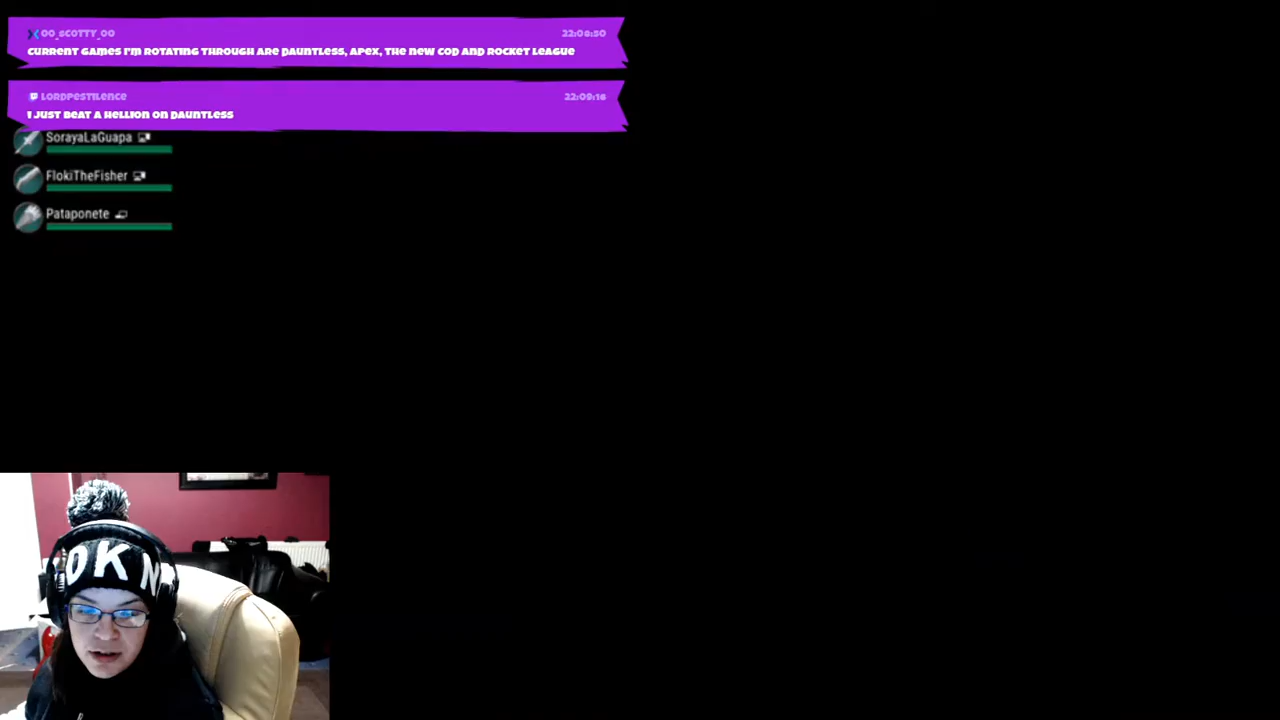 OO_SCOTTY_OO 22:08:50
CURRENT GAMES I'M ROTATING THROUGH ARE DAUNTLESS, APEX, THE NEW COD AND ROCKET LEAGUE
LORDPESTILENCE 22:09:16
I JUST BEAT A HELLION ON DAUNTLESS
SorayaLaGuapa
FlokiTheFisher
Pataponete
OKN